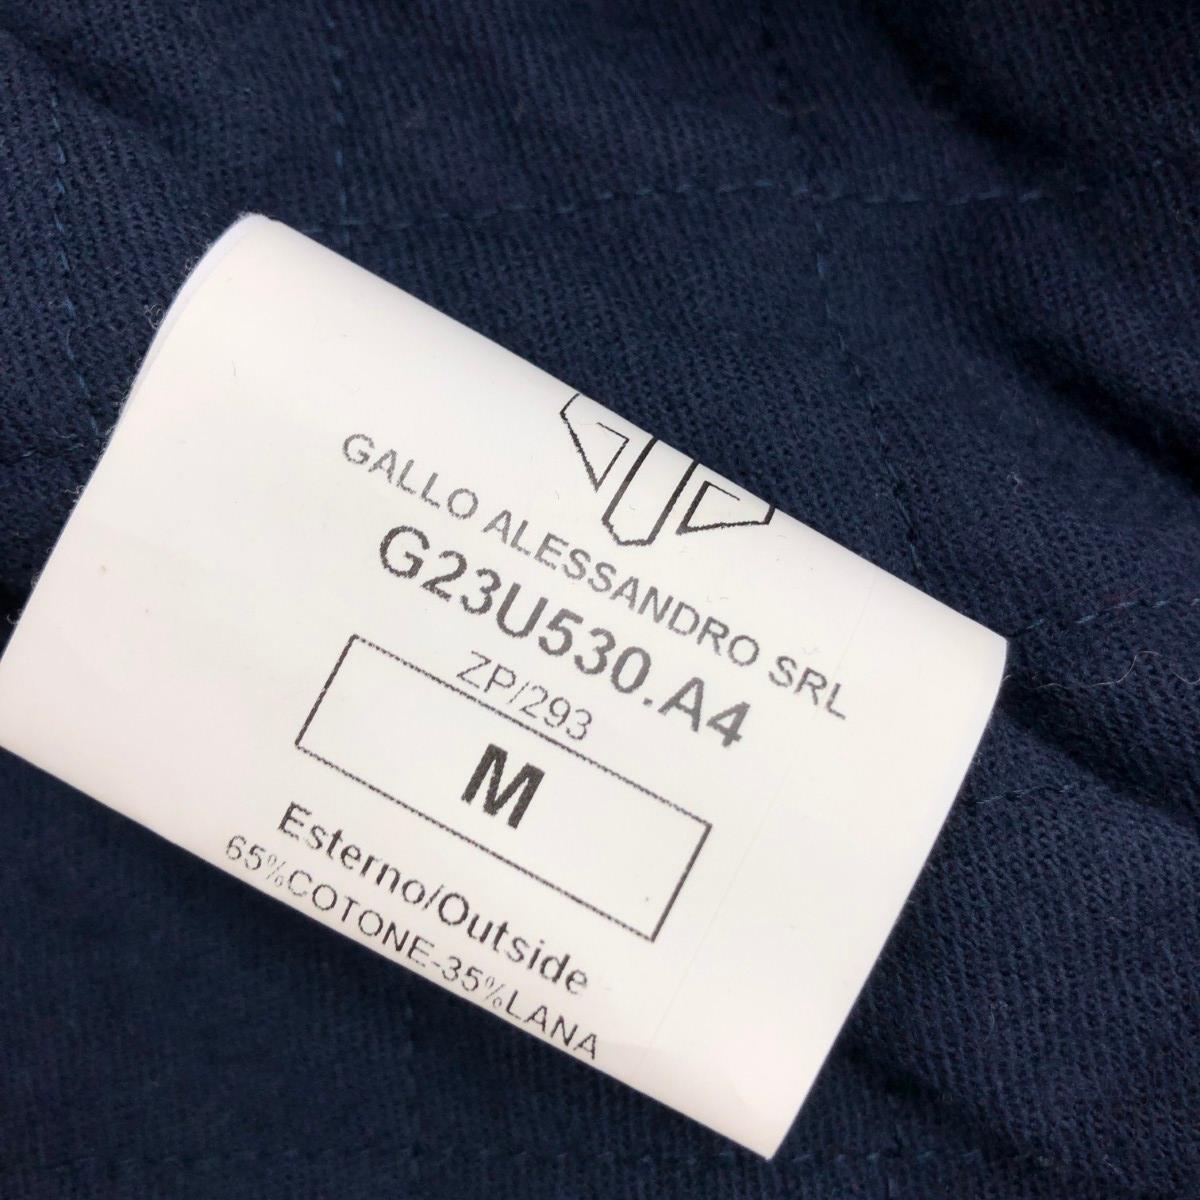 GALLO ALESSANDRO SRL
G23U530.A4
ZP/293
M
Esterno/Outside
65%COTONE-35%LANA